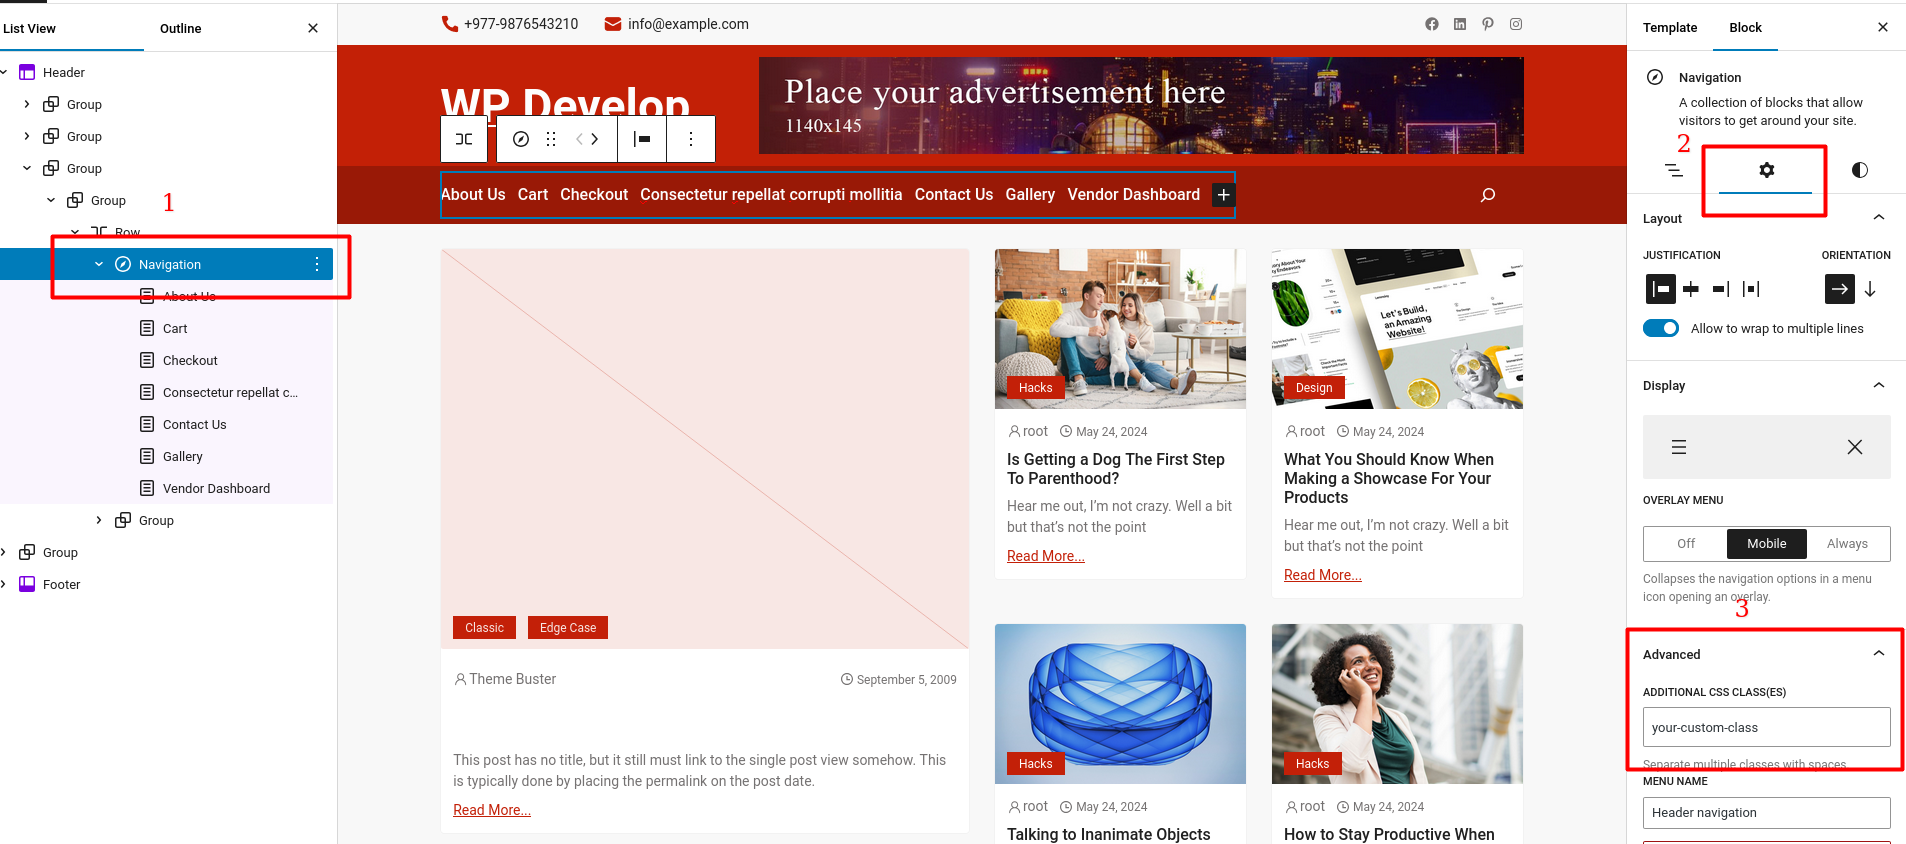 List View
Outline
Header
Group
Group
Group
Group
1
Row
Navigation
About Us
Cart
Checkout
Consectetur repellat c...
Contact Us
Gallery
Vendor Dashboard
Group
Group
Footer
+977-9876543210
info@example.com
WP Develop
Place your advertisement here
1140x145
About Us Cart Checkout Consectetur repellat corrupti mollitia Contact Us Gallery Vendor Dashboard
Classic
Edge Case
Theme Buster
September 5, 2009
This post has no title, but it still must link to the single post view somehow. This
is typically done by placing the permalink on the post date.
Read More...
Hacks
root
May 24, 2024
Is Getting a Dog The First Step
To Parenthood?
Hear me out, I'm not crazy. Well a bit
but that's not the point
Read More...
Let's Build,
an Amazing
Website!
Design
root
May 24, 2024
What You Should Know When
Making a Showcase For Your
Products
Hear me out, I'm not crazy. Well a bit
but that's not the point
Read More...
Hacks
root
May 24, 2024
Talking to Inanimate Objects
Hacks
root
May 24, 2024
How to Stay Productive When
Template
Block
Navigation
A collection of blocks that allow
visitors to get around your site.
2
Layout
JUSTIFICATION
ORIENTATION
Allow to wrap to multiple lines
Display
OVERLAY MENU
Off
Mobile
Always
Collapses the navigation options in a menu
icon opening an overlay.
3
Advanced
ADDITIONAL CSS CLASS(ES)
your-custom-class
Separate multiple classes with spaces.
MENU NAME
Header navigation